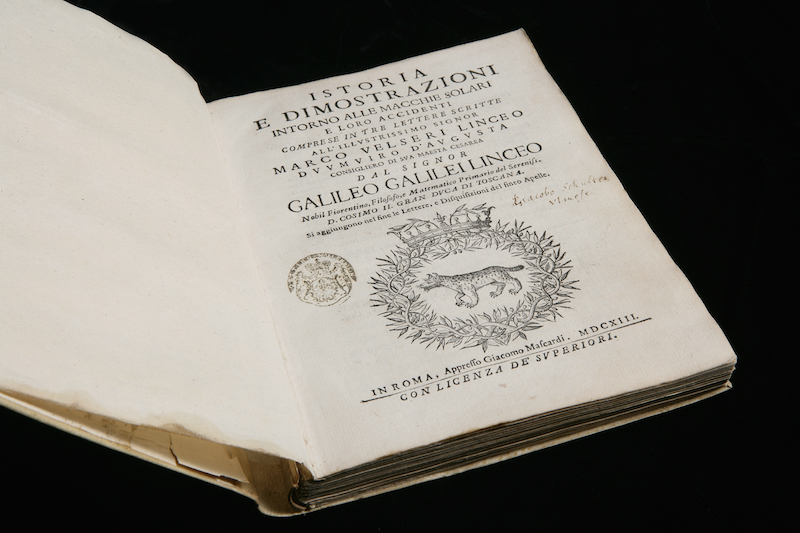 ISTORIA
E DIMOSTRAZIONI
INTORNO ALLE MACCHIE SOLARI
E LORO ACCIDENTI
COMPRESE IN TRE LETTERE SCRITTE
ALL'ILLVSTRISSIMO SIGNOR
MARCO VELSERI LINCEO
DVVMVIRO D'AVGVSTA
CONSIGLIERO DI SVA MAESTA CESAREA
DAL SIGNOR
GALILEO GALILEI LINCEO
Nobil Fiorentino, Filosofo, e Matematico Primario del Sereniss.
D. COSIMO II. GRAN DVCA DI TOSCANA.
Si aggiungono nel fine le Lettere, e Disquisizioni del finto Apelle.
IN ROMA, Appresso Giacomo Mascardi. MDCXIII.
CON LICENZA DE' SVPERIORI.